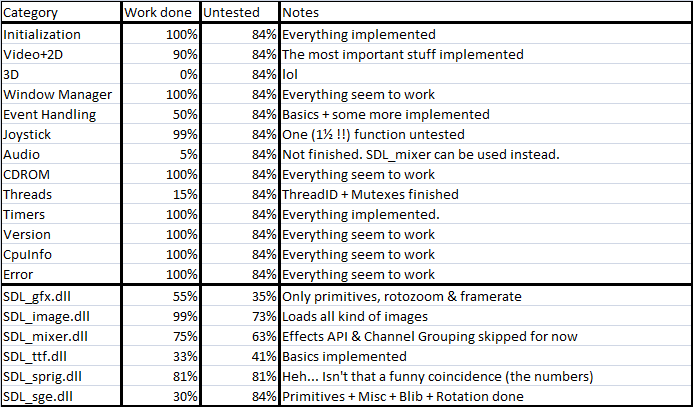 Category Work done Untested Notes
Initialization 100% 84% Everything implemented
Video+2D 90% 84% The most important stuff implemented
3D 0% 84% lol
Window Manager 100% 84% Everything seem to work
Event Handling 50% 84% Basics + some more implemented
Joystick 99% 84% One (1½ !!) function untested
Audio 5% 84% Not finished. SDL_mixer can be used instead.
CDROM 100% 84% Everything seem to work
Threads 15% 84% ThreadID + Mutexes finished
Timers 100% 84% Everything implemented.
Version 100% 84% Everything seem to work
CpuInfo 100% 84% Everything seem to work
Error 100% 84% Everything seem to work
SDL_gfx.dll 55% 35% Only primitives, rotozoom & framerate
SDL_image.dll 99% 73% Loads all kind of images
SDL_mixer.dll 75% 63% Effects API & Channel Grouping skipped for now
SDL_ttf.dll 33% 41% Basics implemented
SDL_sprig.dll 81% 81% Heh... Isn't that a funny coincidence (the numbers)
SDL_sge.dll 30% 84% Primitives + Misc + Blib + Rotation done